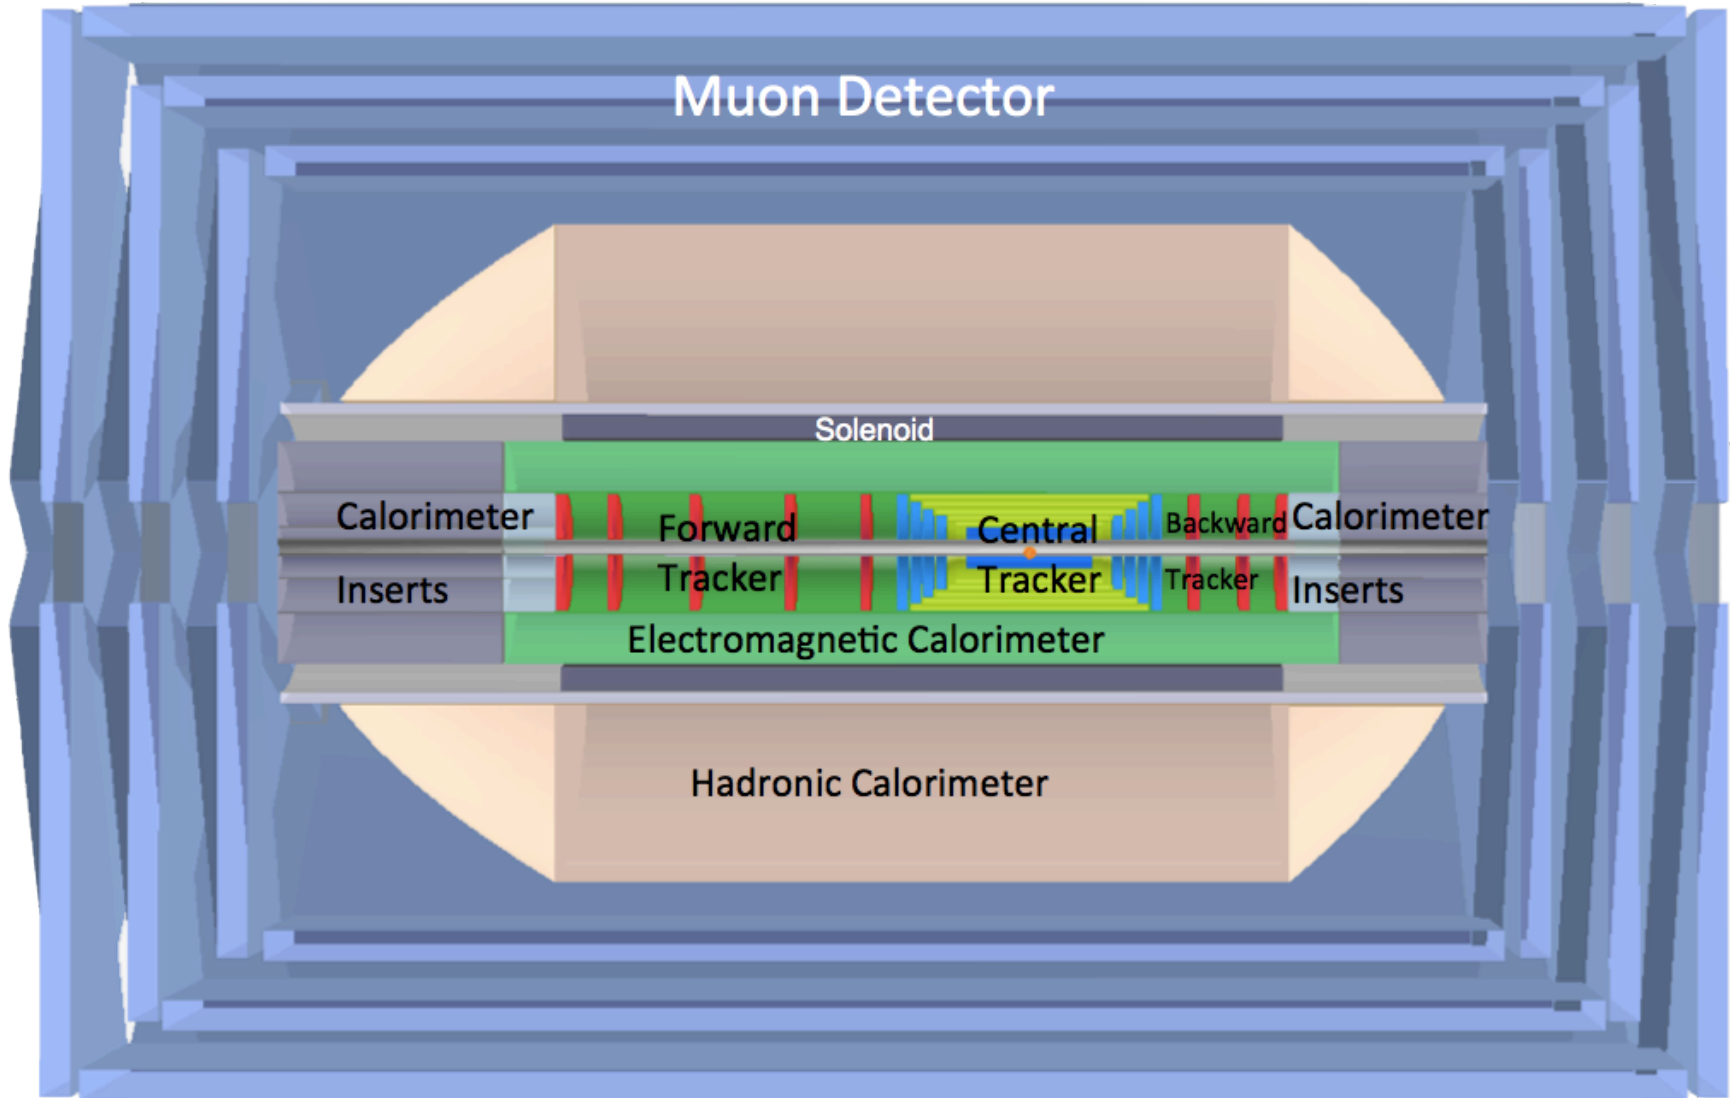 Muon Detector
Solenoid
Calorimeter
Inserts
Forward
Tracker
Central
Tracker
Backward
Tracker
Calorimeter
Inserts
Electromagnetic Calorimeter
Hadronic Calorimeter